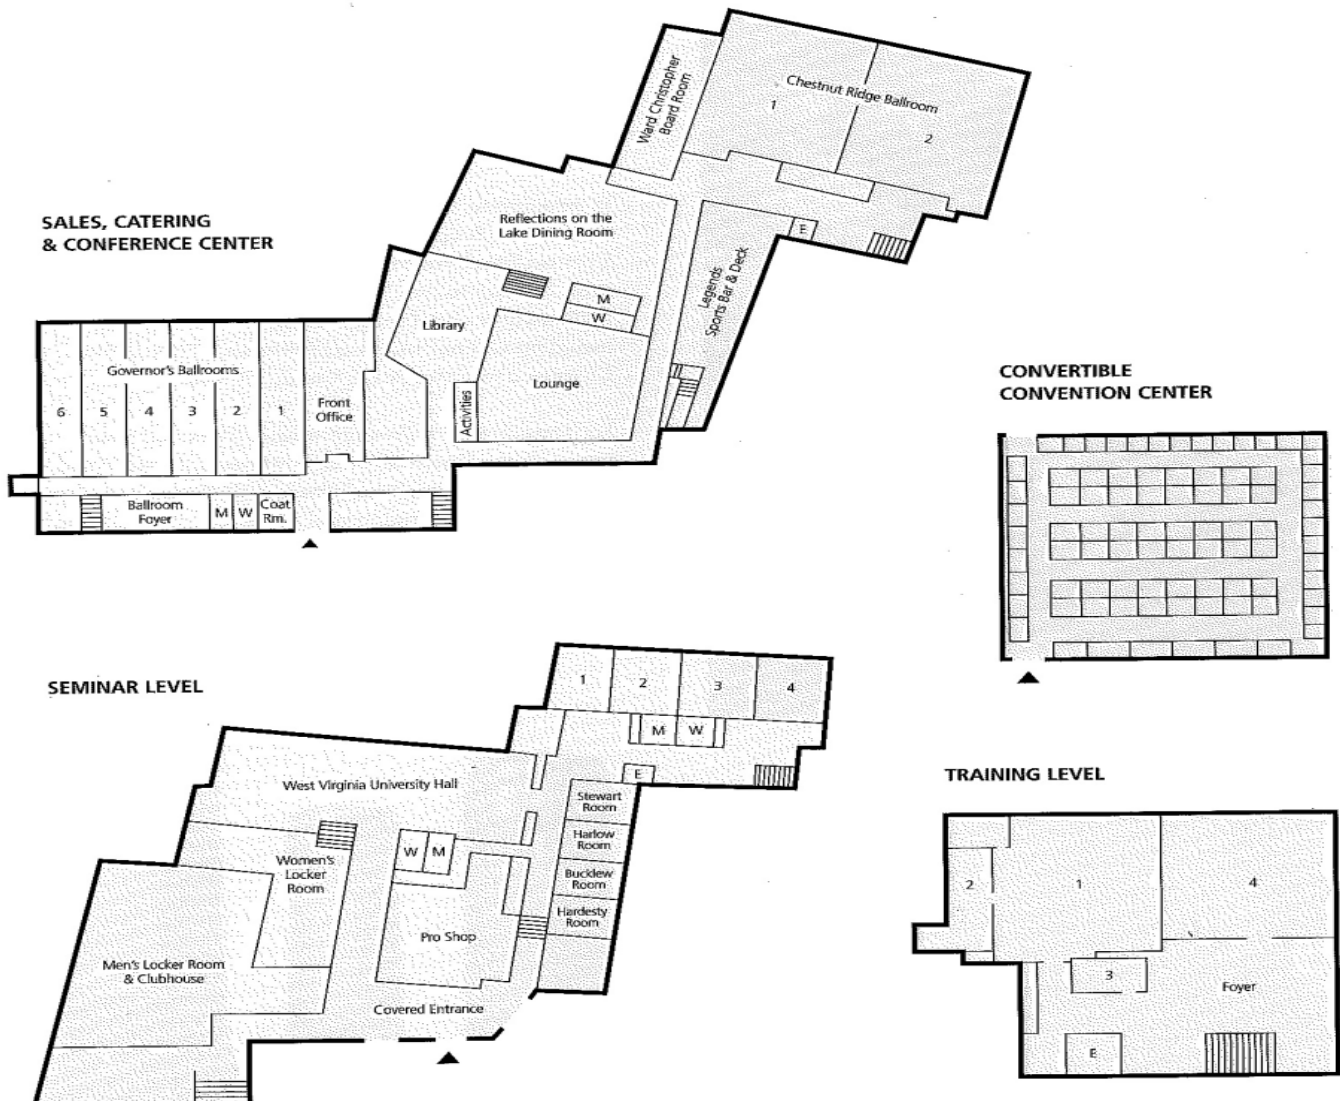 SALES, CATERING
& CONFERENCE CENTER
Ward Christopher
Board Room
Chestnut Ridge Ballroom
1
2
Reflections on the
Lake Dining Room
E
Legends
Sports Bar & Deck
M
W
Library
Lounge
Activities
Governor's Ballrooms
6
5
4
3
2
1
Front
Office
Ballroom
Foyer
M
W
Coat
Rm.
CONVERTIBLE
CONVENTION CENTER
SEMINAR LEVEL
1
2
3
4
M
W
E
West Virginia University Hall
Stewart
Room
Harlow
Room
Bucklew
Room
Hardesty
Room
Women's
Locker
Room
W
M
Pro Shop
Men's Locker Room
& Clubhouse
Covered Entrance
TRAINING LEVEL
2
1
4
3
Foyer
E